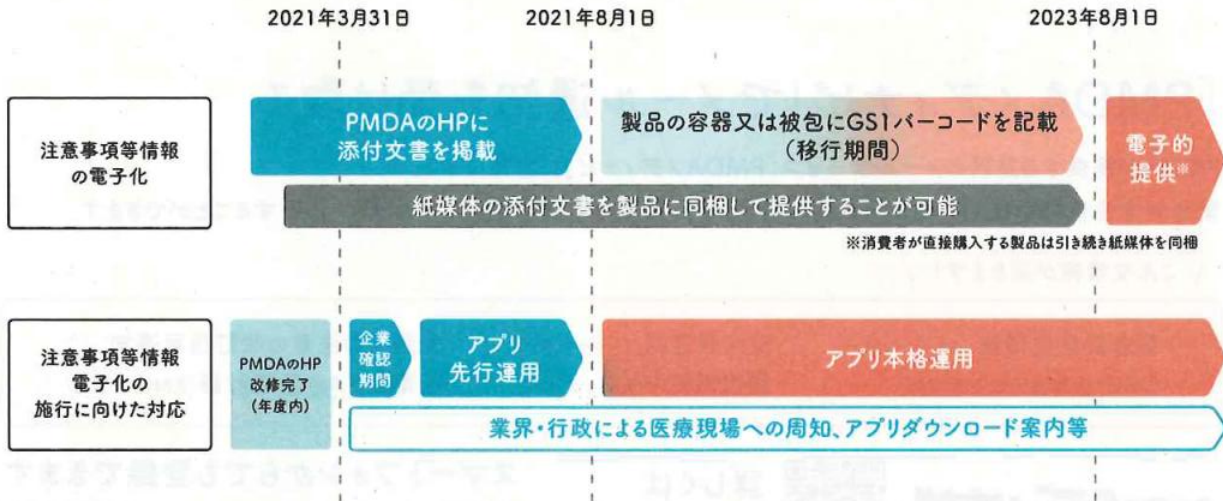 2021年3月31日
2021年8月1日
2023年8月1日
注意事項等情報
の電子化
PMDAのHPに
添付文書を掲載
製品の容器又は被包にGS1バーコードを記載
（移行期間）
電子的
提供※
紙媒体の添付文書を製品に同梱して提供することが可能
※消費者が直接購入する製品は引き続き紙媒体を同梱
注意事項等情報
電子化の
施行に向けた対応
PMDAのHP
改修完了
（年度内）
企業
確認
期間
アプリ
先行運用
アプリ本格運用
業界・行政による医療現場への周知、アプリダウンロード案内等